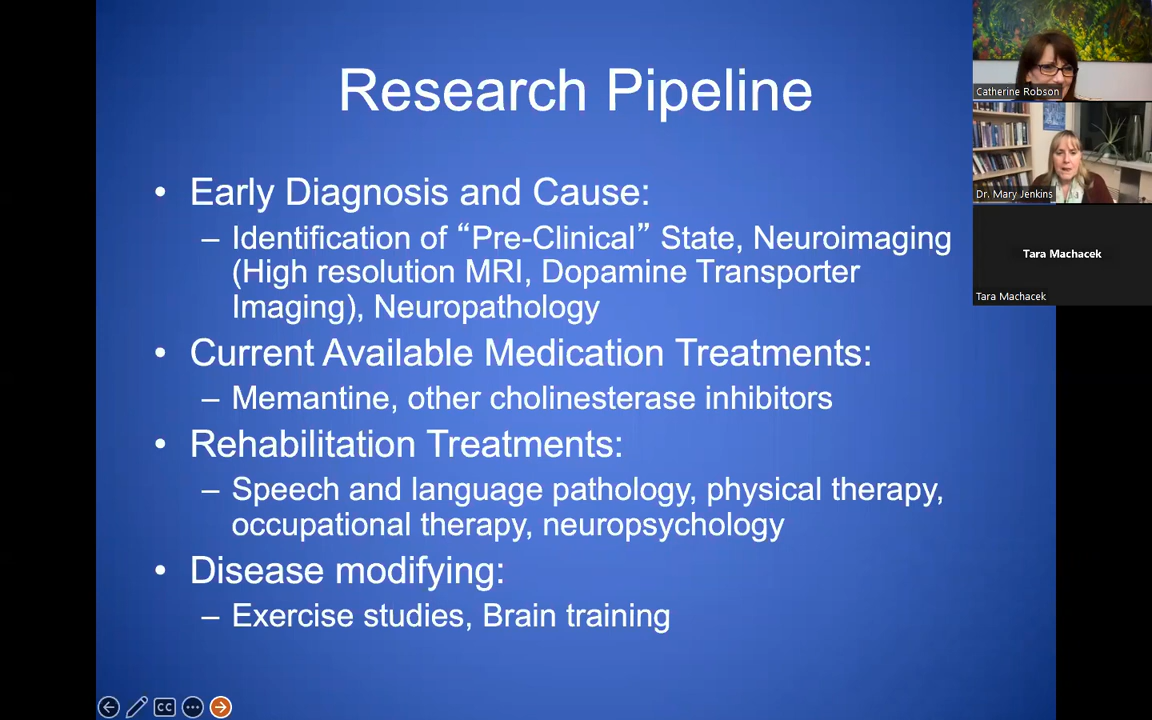 Research Pipeline
• Early Diagnosis and Cause:
– Identification of “Pre-Clinical” State, Neuroimaging
(High resolution MRI, Dopamine Transporter
Imaging), Neuropathology
• Current Available Medication Treatments:
– Memantine, other cholinesterase inhibitors
• Rehabilitation Treatments:
– Speech and language pathology, physical therapy,
occupational therapy, neuropsychology
• Disease modifying:
– Exercise studies, Brain training
Catherine Robson
Dr. Mary Jenkins
Tara Machacek
Tara Machacek
CC